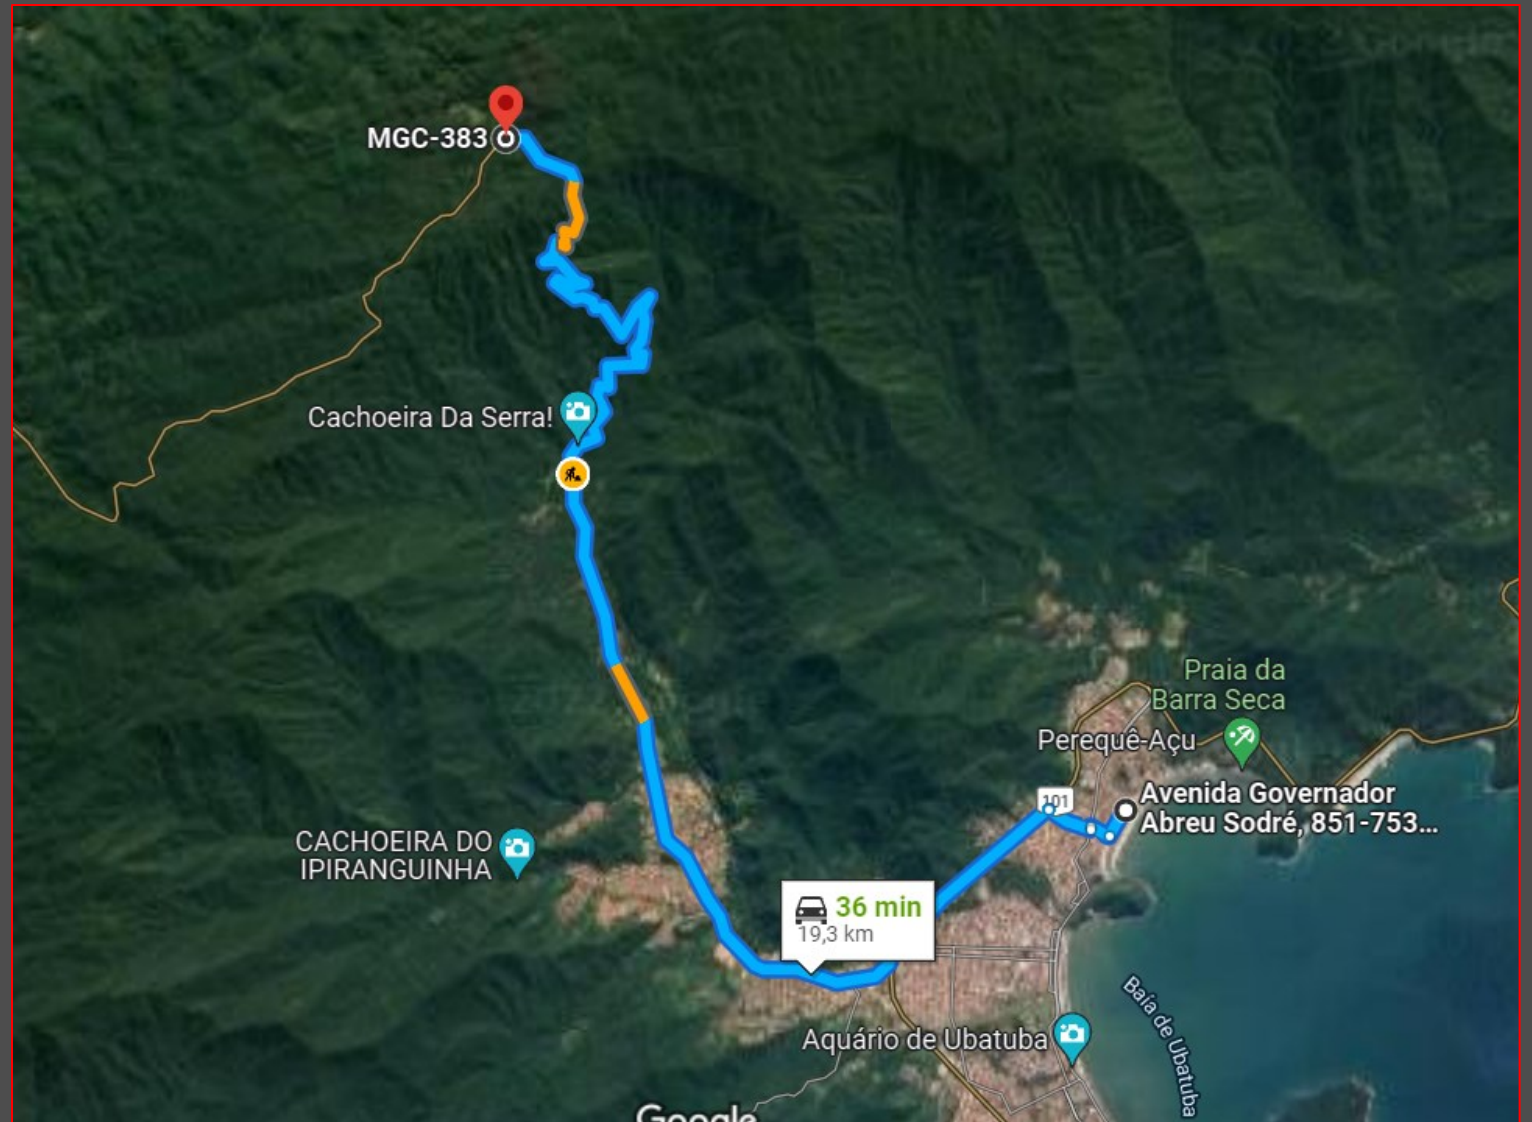 MGC-383
Cachoeira Da Serra!
Praia da
Barra Seca
Perequê-Açu
101
Avenida Governador
Abreu Sodré, 851-753...
CACHOEIRA DO
IPIRANGUINHA
36 min
19,3 km
Baía de Ubatuba
Aquário de Ubatuba
Google